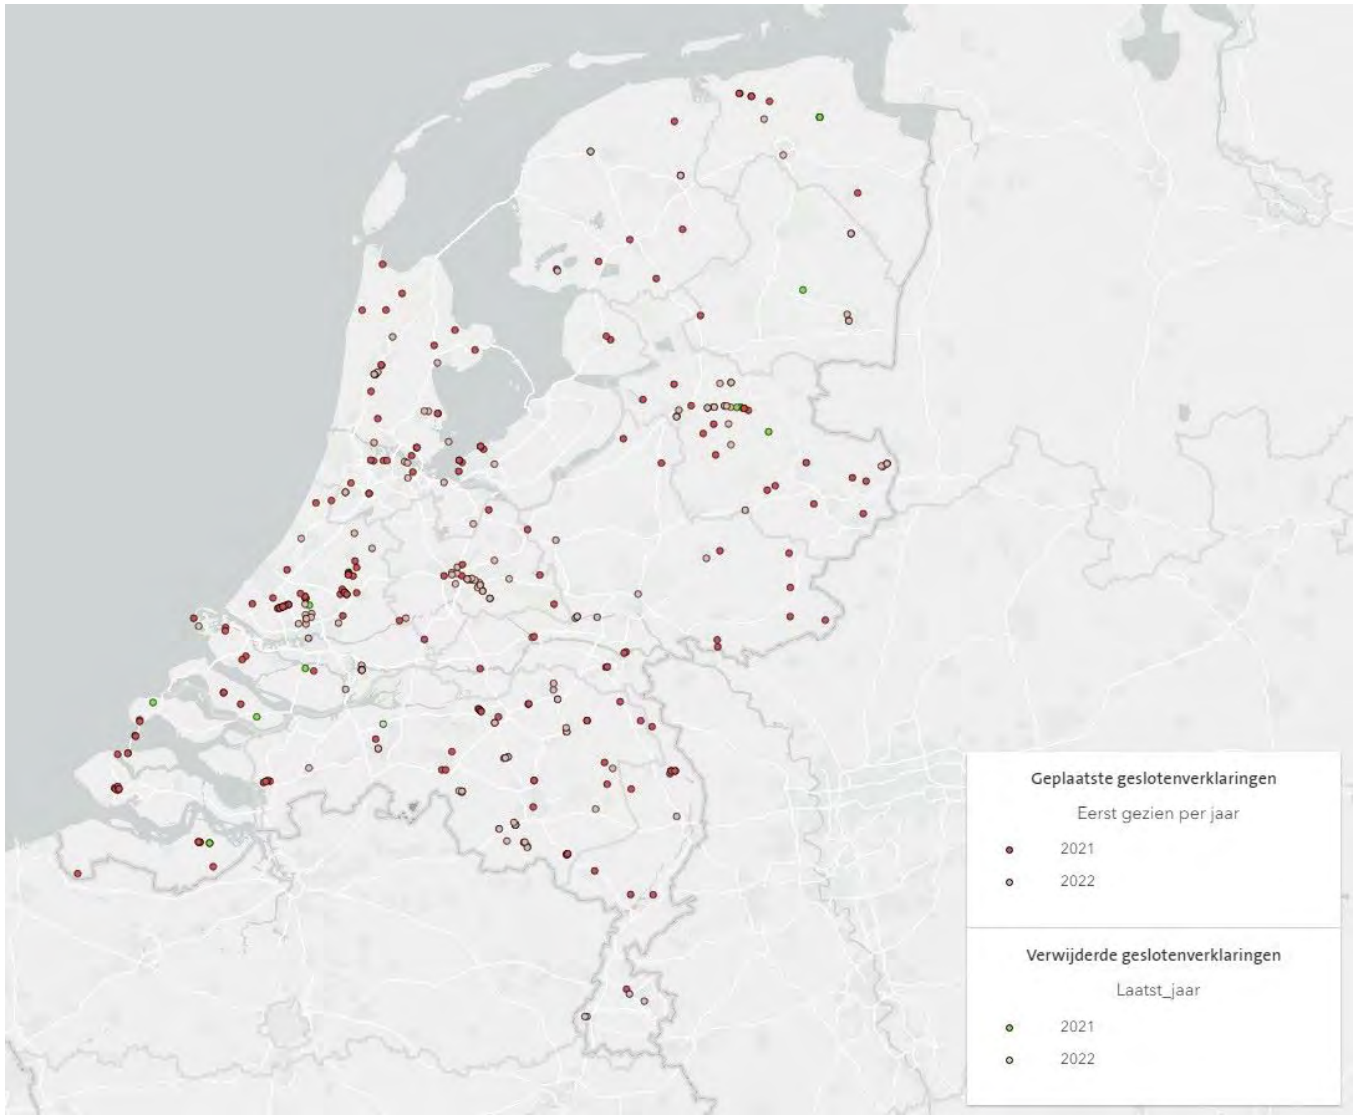 Geplaatste geslotenverklaringen
Eerst gezien per jaar
2021
2022
Verwijderde geslotenverklaringen
Laatst_jaar
2021
2022